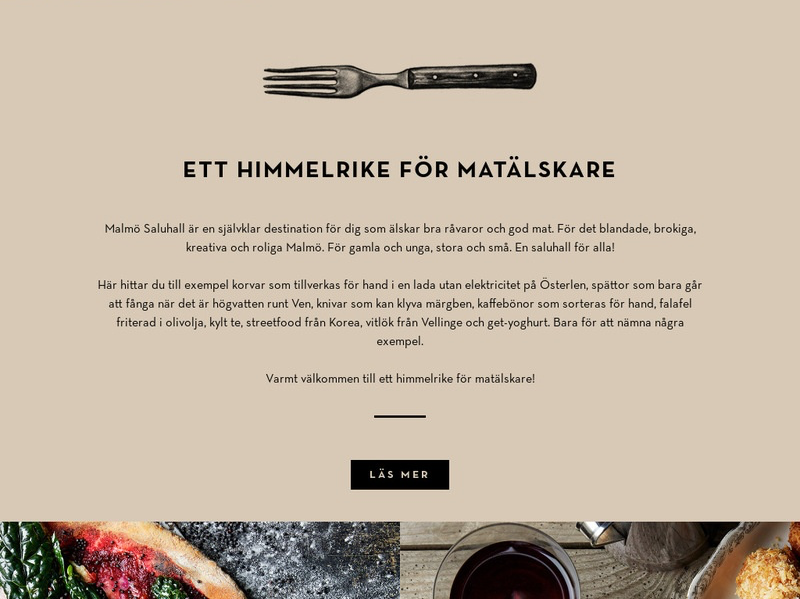 ETT HIMMELRIKE FÖR MATÄLSKARE
Malmö Saluhall är en självklar destination för dig som älskar bra råvaror och god mat. För det blandade, brokiga,
kreativa och roliga Malmö. För gamla och unga, stora och små. En saluhall för alla!
Här hittar du till exempel korvar som tillverkas för hand i en lada utan elektricitet på Österlen, spättor som bara går
att fånga när det är högvatten runt Ven, knivar som kan klyva märgben, kaffebönor som sorteras för hand, falafel
friterad i olivolja, kylt te, streetfood från Korea, vitlök från Vellinge och get-yoghurt. Bara för att nämna några
exempel.
Varmt välkommen till ett himmelrike för matälskare!
LÄS MER